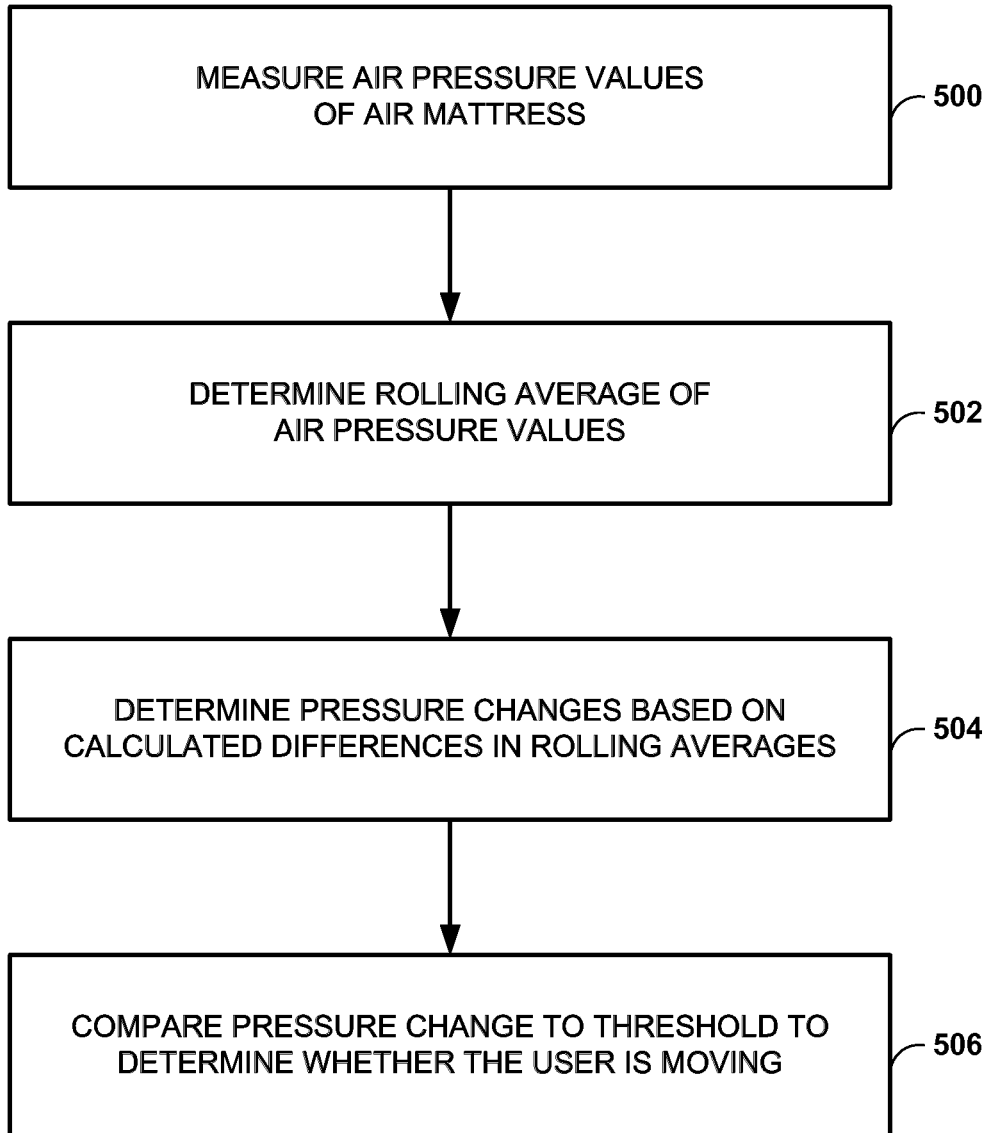 MEASURE AIR PRESSURE VALUES
OF AIR MATTRESS
500
DETERMINE ROLLING AVERAGE OF
AIR PRESSURE VALUES
502
DETERMINE PRESSURE CHANGES BASED ON
CALCULATED DIFFERENCES IN ROLLING AVERAGES
504
COMPARE PRESSURE CHANGE TO THRESHOLD TO
DETERMINE WHETHER THE USER IS MOVING
506